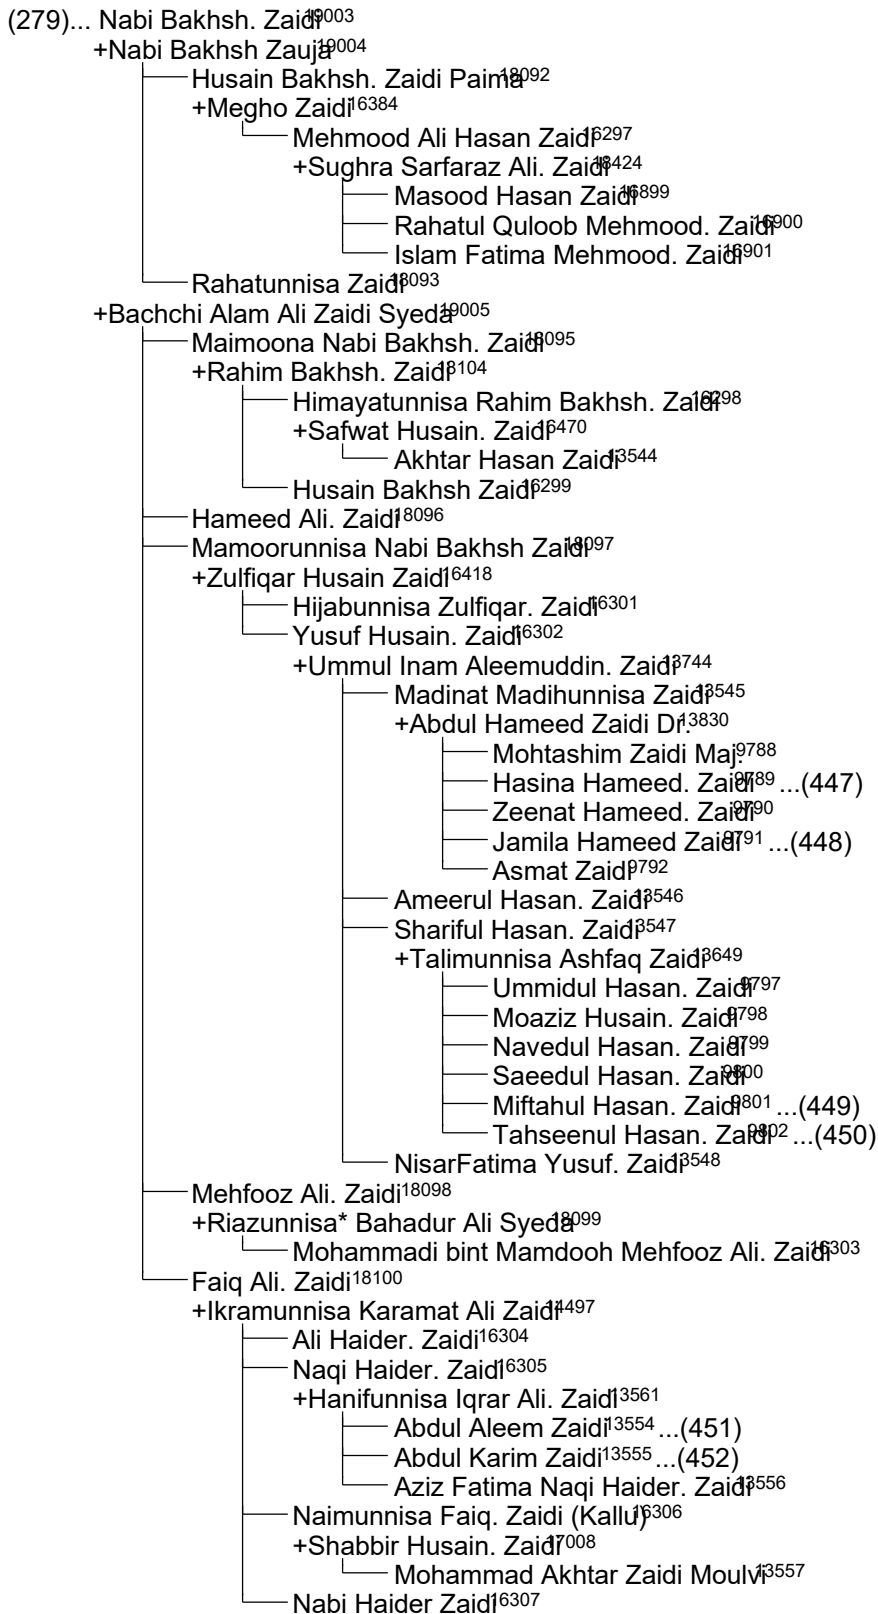 (279)... Nabi Bakhsh. Zaidi19003
+Nabi Bakhsh Zauja19004
Husain Bakhsh. Zaidi Paima18092
+Megho Zaidi16384
Mehmood Ali Hasan Zaidi16297
+Sughra Sarfaraz Ali. Zaidi18424
Masood Hasan Zaidi16899
Rahatul Quloob Mehmood. Zaidi16900
Islam Fatima Mehmood. Zaidi16901
Rahatunnisa Zaidi18093
+Bachchi Alam Ali Zaidi Syeda19005
Maimoona Nabi Bakhsh. Zaidi18095
+Rahim Bakhsh. Zaidi18104
Himayatunnisa Rahim Bakhsh. Zaidi16298
+Safwat Husain. Zaidi16470
Akhtar Hasan Zaidi13544
Husain Bakhsh Zaidi16299
Hameed Ali. Zaidi18096
Mamoorunnisa Nabi Bakhsh Zaidi18097
+Zulfiqar Husain Zaidi16418
Hijabunnisa Zulfiqar. Zaidi16301
Yusuf Husain. Zaidi16302
+Ummul Inam Aleemuddin. Zaidi13744
Madinat Madihunnisa Zaidi13545
+Abdul Hameed Zaidi Dr.13830
Mohtashim Zaidi Maj.9788
Hasina Hameed. Zaidi9789 ...(447)
Zeenat Hameed. Zaidi9790
Jamila Hameed Zaidi9791 ...(448)
Asmat Zaidi9792
Ameerul Hasan. Zaidi13546
Shariful Hasan. Zaidi13547
+Talimunnisa Ashfaq Zaidi13649
Ummidul Hasan. Zaidi9797
Moaziz Husain. Zaidi9798
Navedul Hasan. Zaidi9799
Saeedul Hasan. Zaidi9800
Miftahul Hasan. Zaidi9801 ...(449)
Tahseenul Hasan. Zaidi9802 ...(450)
NisarFatima Yusuf. Zaidi13548
Mehfooz Ali. Zaidi18098
+Riazunnisa* Bahadur Ali Syeda18099
Mohammadi bint Mamdooh Mehfooz Ali. Zaidi16303
Faiq Ali. Zaidi18100
+Ikramunnisa Karamat Ali Zaidi14497
Ali Haider. Zaidi16304
Naqi Haider. Zaidi16305
+Hanifunnisa Iqrar Ali. Zaidi13561
Abdul Aleem Zaidi13554 ...(451)
Abdul Karim Zaidi13555 ...(452)
Aziz Fatima Naqi Haider. Zaidi13556
Naimunnisa Faiq. Zaidi (Kallu)16306
+Shabbir Husain. Zaidi17008
Mohammad Akhtar Zaidi Moulvi13557
Nabi Haider Zaidi16307